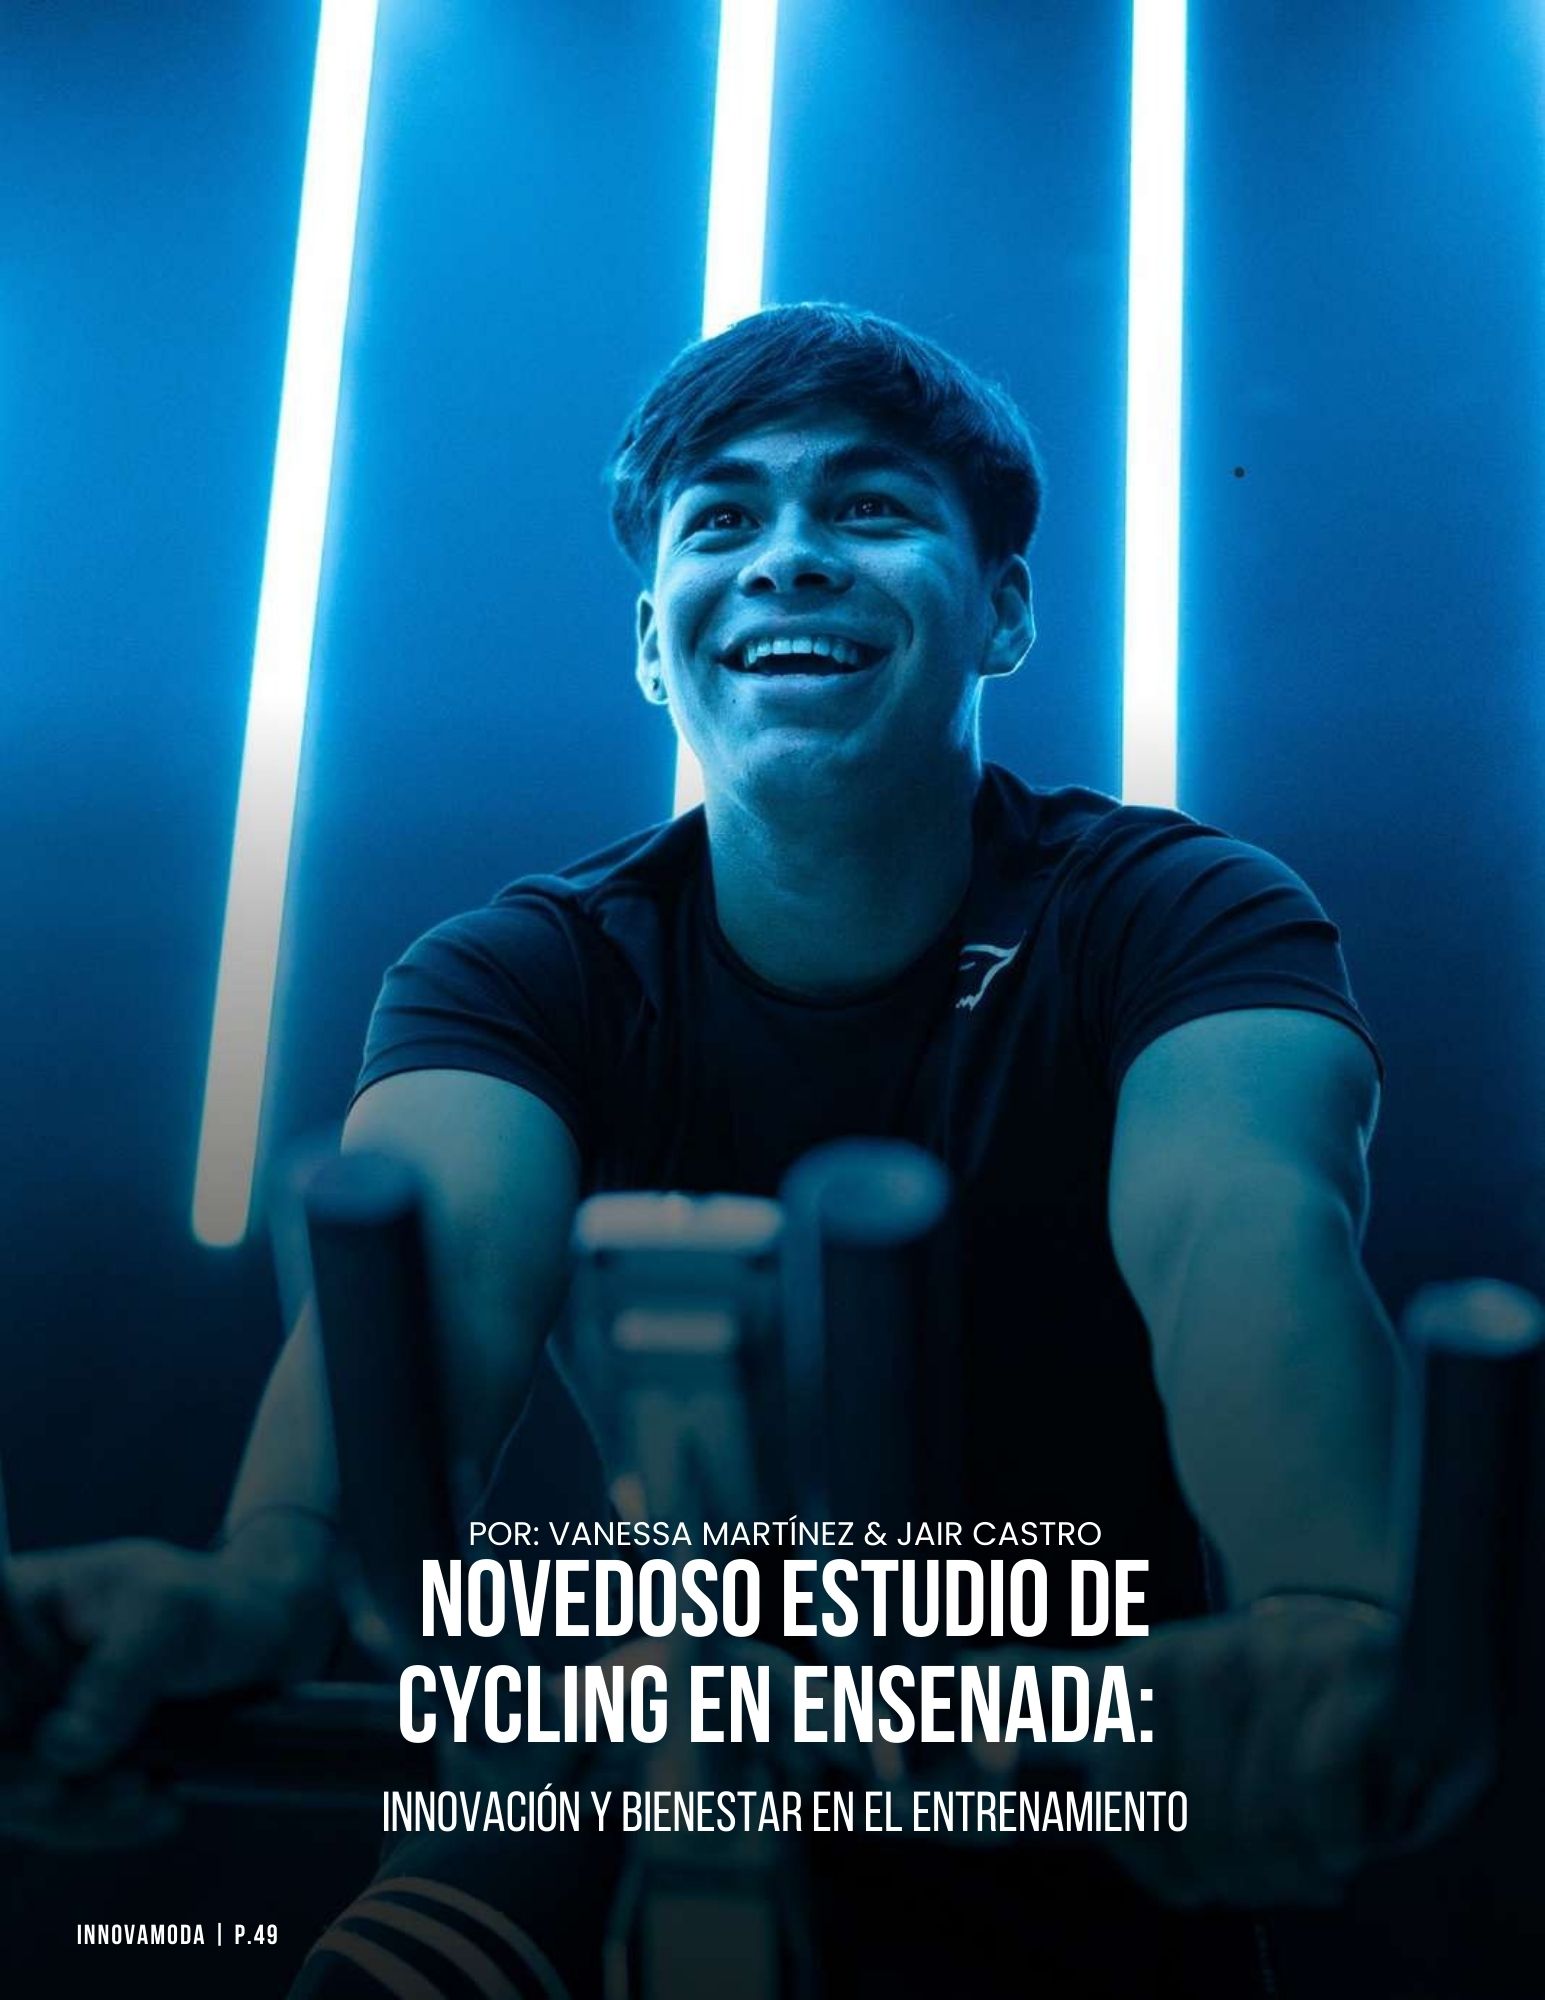 POR: VANESSA MARTÍNEZ & JAIR CASTRO
NOVEDOSO ESTUDIO DE
CYCLING EN ENSENADA:
INNOVACIÓN Y BIENESTAR EN EL ENTRENAMIENTO
INNOVAMODA | P.49